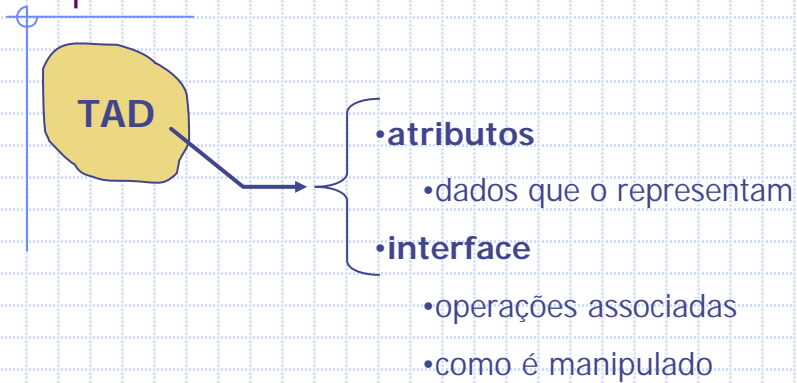 TAD
•atributos
•dados que o representam
•interface
•operações associadas
•como é manipulado